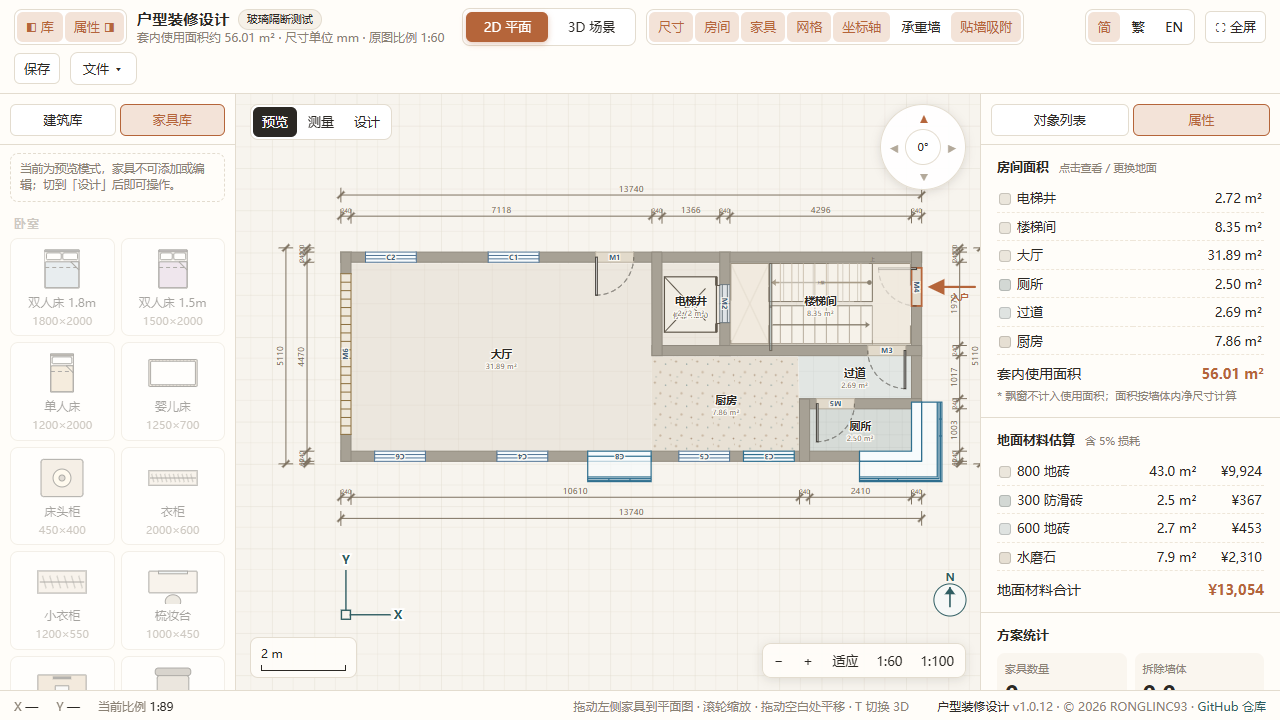 库
属性
户型装修设计
玻璃隔断测试
套内使用面积约 56.01 m² · 尺寸单位 mm · 原图比例 1:60
2D 平面
3D 场景
尺寸
房间
家具
网格
坐标轴
承重墙
贴墙吸附
简
繁
EN
全屏
保存
文件
建筑库
家具库
当前为预览模式，家具不可添加或编辑；切到「设计」后即可操作。
卧室
双人床 1.8m
1800×2000
双人床 1.5m
1500×2000
单人床
1200×2000
婴儿床
1250×700
床头柜
450×400
衣柜
2000×600
小衣柜
1200×550
梳妆台
1000×450
预览
测量
设计
0°
13740
240
7118
240
1366
240
4296
240
C2
C1
M1
M2
M4
M3
M5
M6
C6
C4
C8
C5
C3
电梯井
楼梯间
8.35 m²
大厅
31.89 m²
过道
2.69 m²
厨房
7.86 m²
厕所
2.50 m²
5110
4470
1017
1003
5110
10610
2410
13740
Y
X
N
2 m
− + 适应 1:60 1:100
对象列表
属性
房间面积 点击查看 / 更换地面
电梯井 2.72 m²
楼梯间 8.35 m²
大厅 31.89 m²
厕所 2.50 m²
过道 2.69 m²
厨房 7.86 m²
套内使用面积 56.01 m²
* 飘窗不计入使用面积；面积按墙体内净尺寸计算
地面材料估算 含 5% 损耗
800 地砖 43.0 m² ¥9,924
300 防滑砖 2.5 m² ¥367
600 地砖 2.7 m² ¥453
水磨石 7.9 m² ¥2,310
地面材料合计 ¥13,054
方案统计
家具数量
拆除墙体
X — Y — 当前比例 1:89
拖动左侧家具到平面图 · 滚轮缩放 · 拖动空白处平移 · T 切换 3D
户型装修设计 v1.0.12 · © 2026 RONGLINC93 · GitHub 仓库